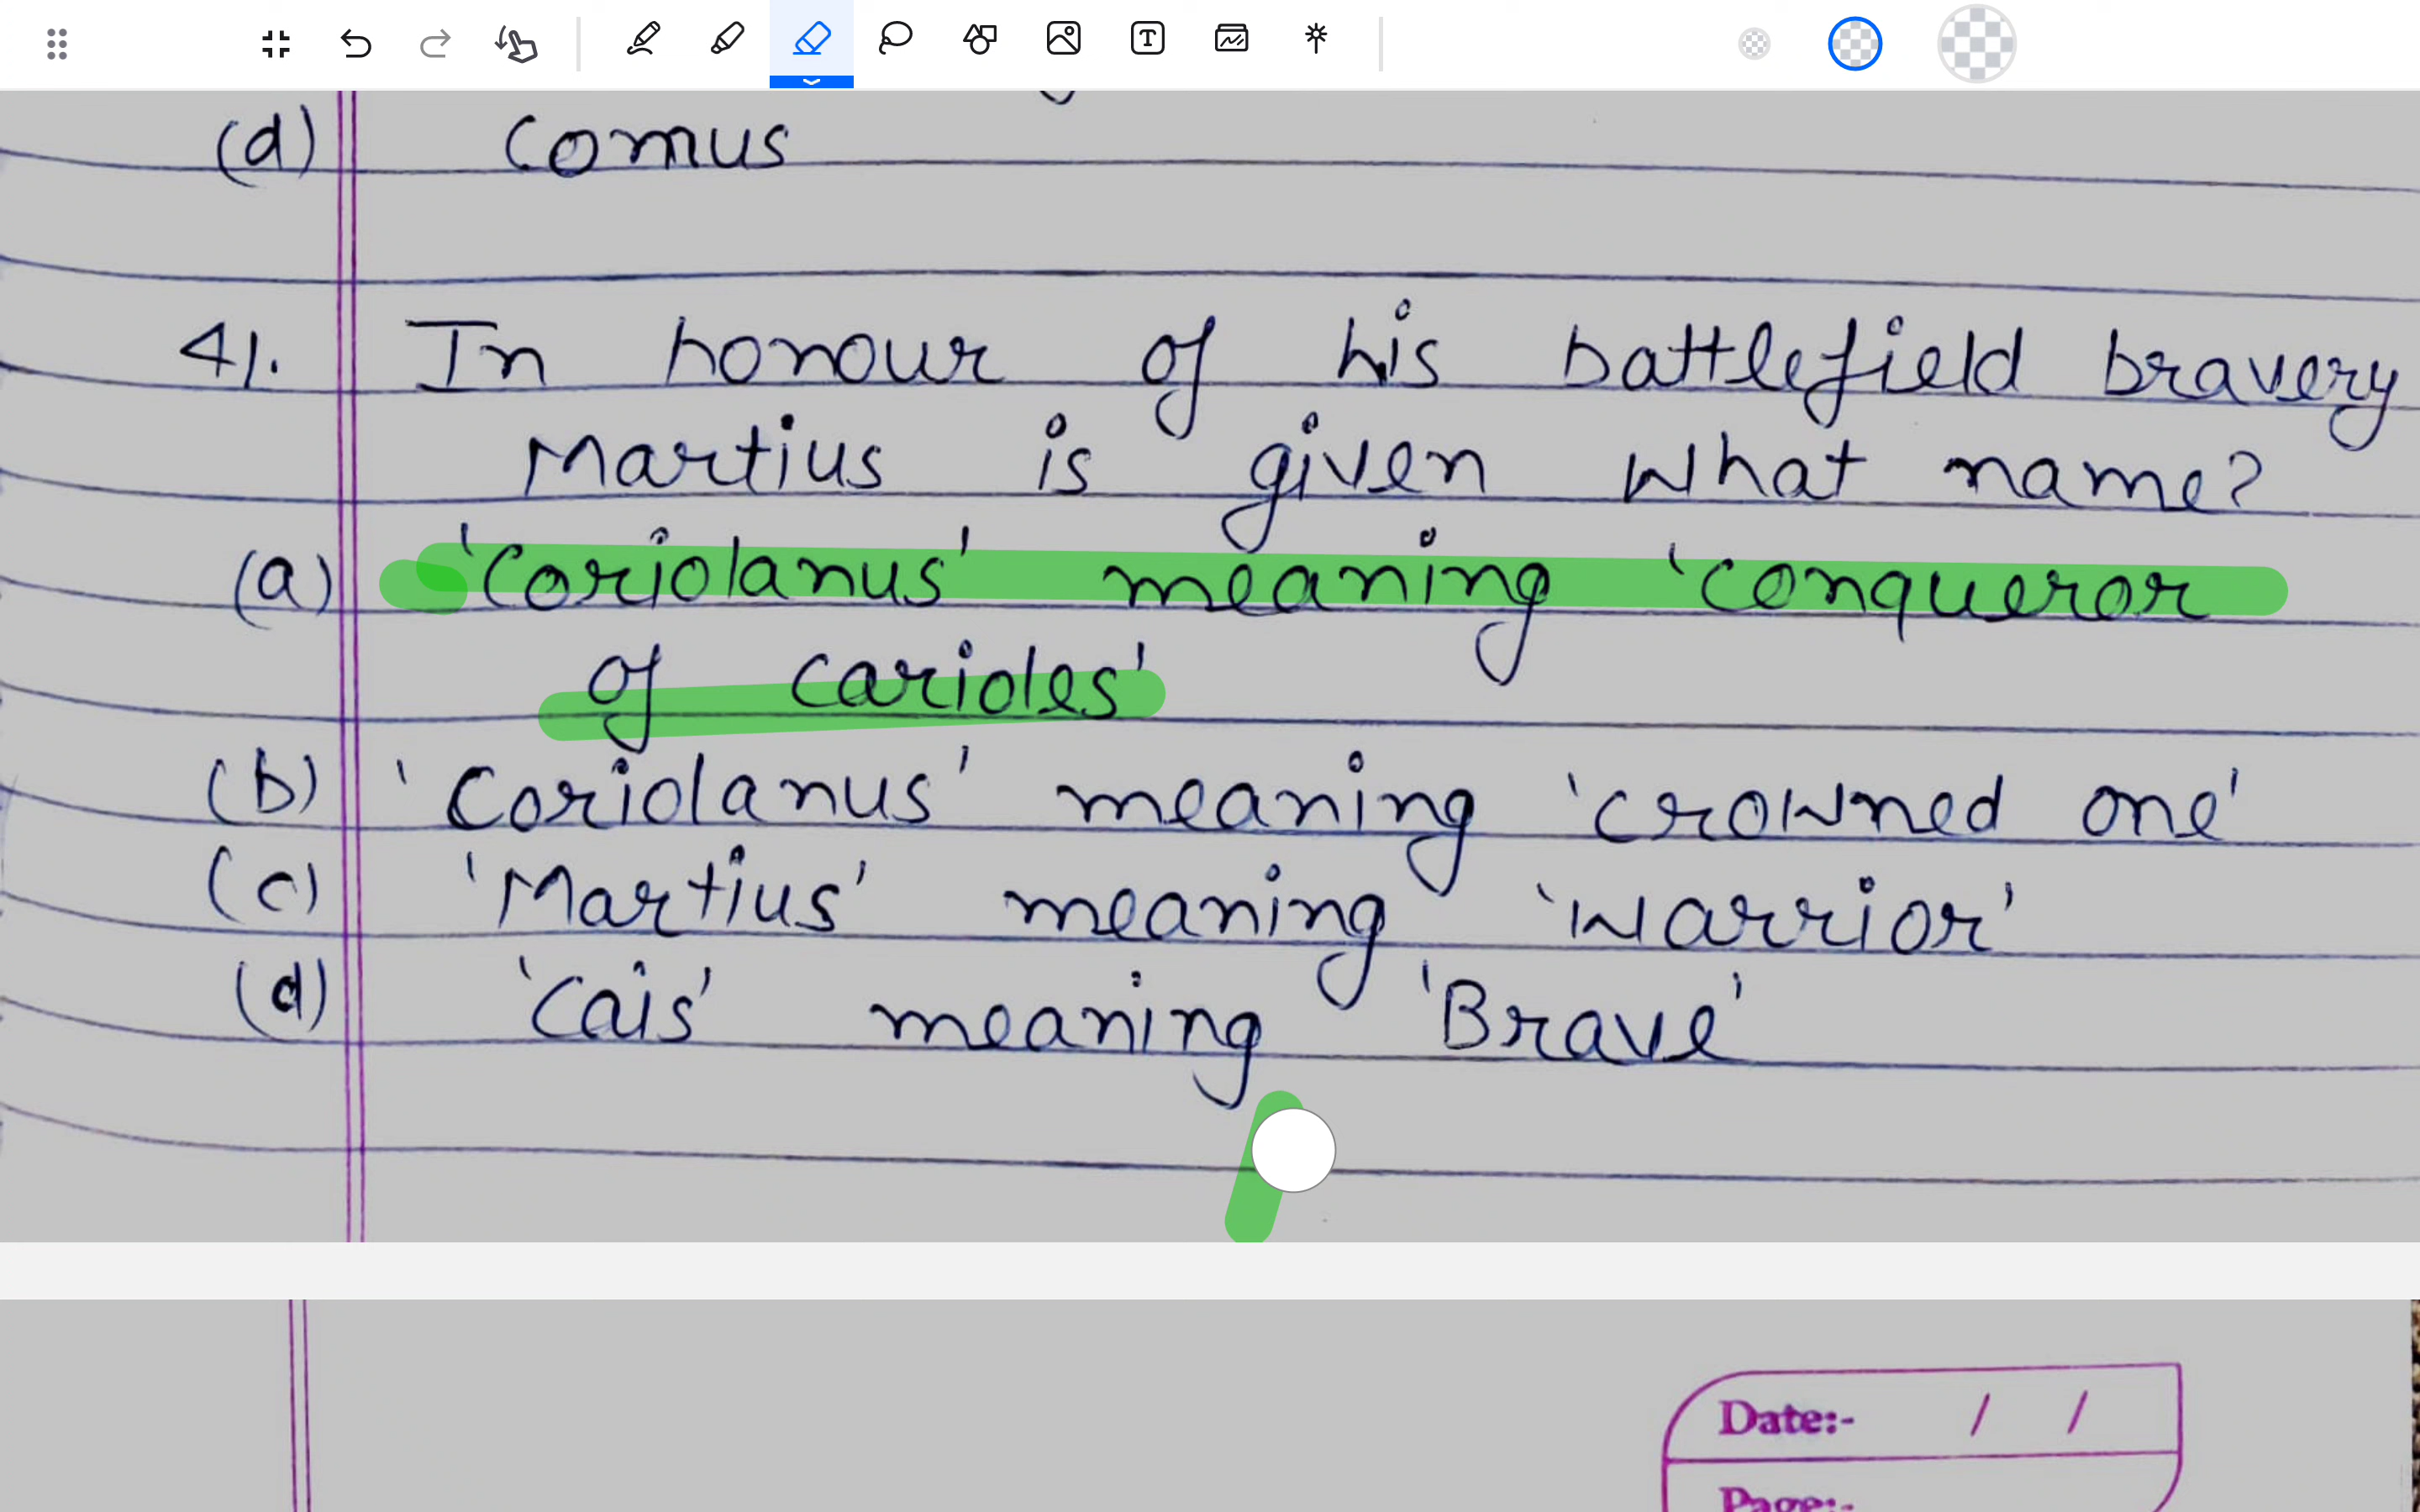 (d) Comus
41. In honour of his battlefield bravery
Martius is given what name?
(a) 'Coriolanus' meaning 'conqueror
of carioles'
(b) 'Coriolanus' meaning 'crowned one'
(c) 'Martius' meaning 'warrior'
(d) 'Cais' meaning 'Brave'
Date:- / /
Page:-